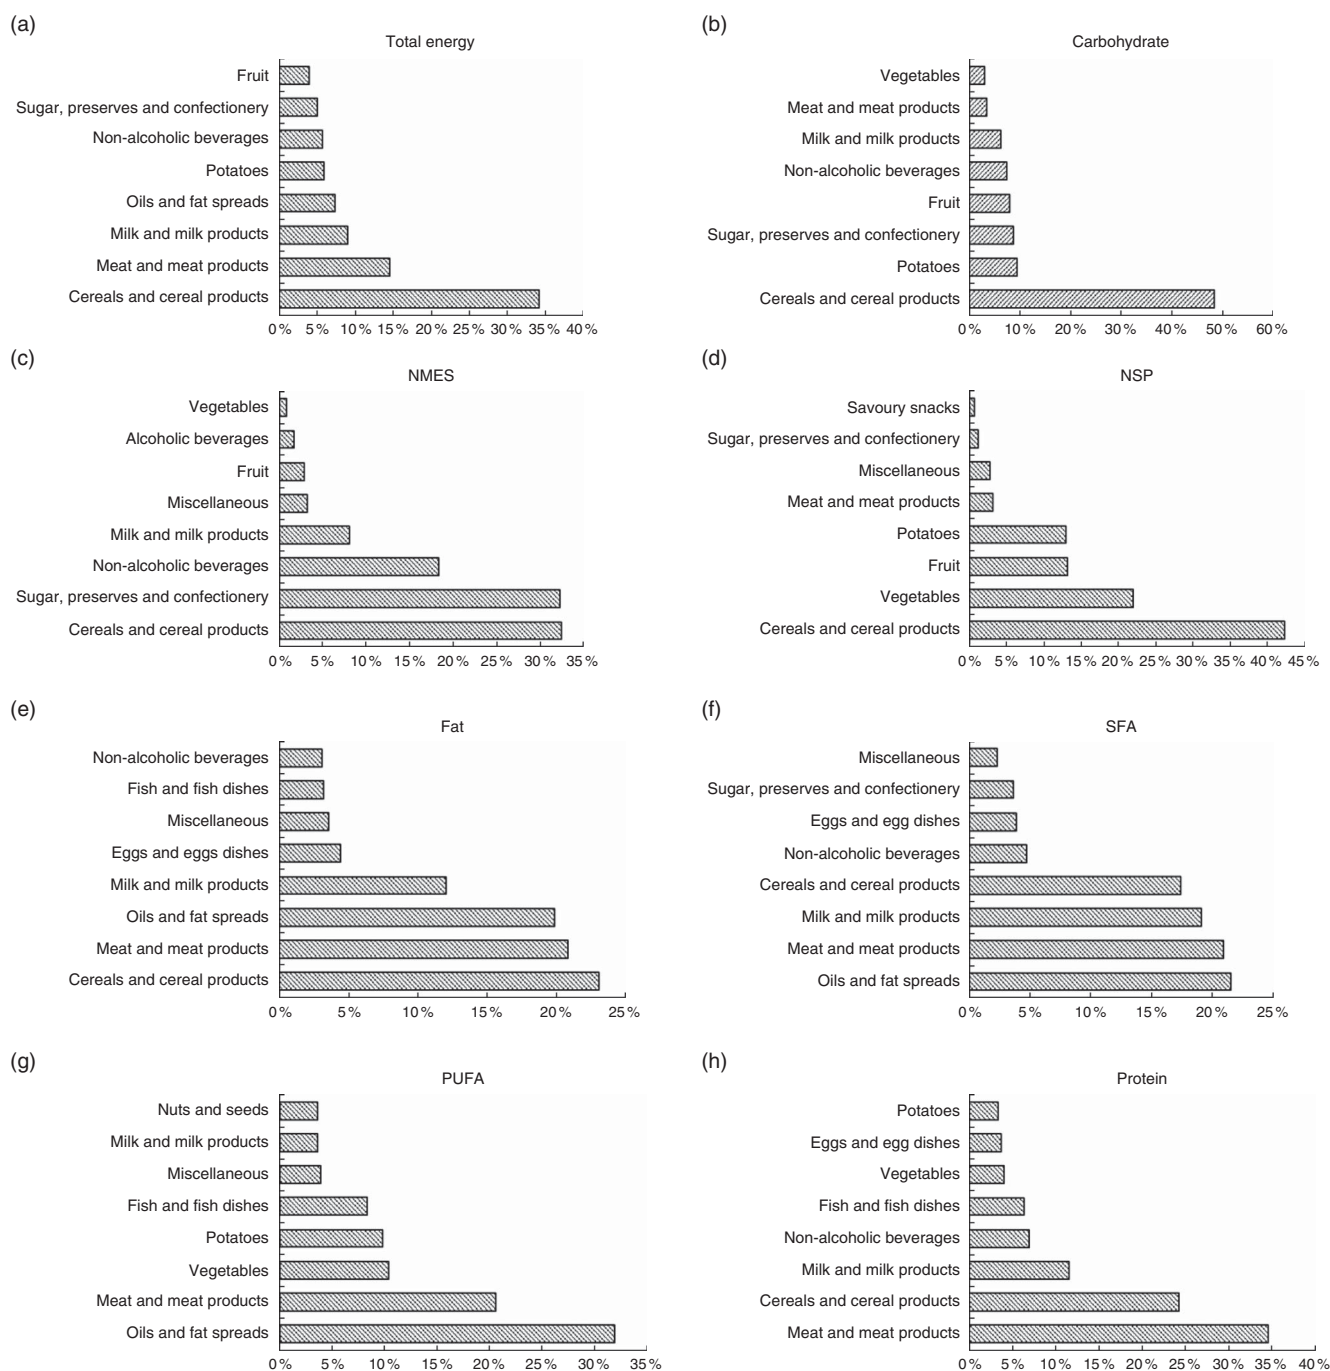 (a)
Total energy
Fruit
Sugar, preserves and confectionery
Non-alcoholic beverages
Potatoes
Oils and fat spreads
Milk and milk products
Meat and meat products
Cereals and cereal products
0 % 5 % 10 % 15 % 20 % 25 % 30 % 34 % 40 %
(b)
Carbohydrate
Vegetables
Meat and meat products
Milk and milk products
Non-alcoholic beverages
Fruit
Sugar, preserves and confectionery
Potatoes
Cereals and cereal products
0 % 10 % 20 % 30 % 40 % 50 % 60 %
(c)
NMES
Vegetables
Alcoholic beverages
Fruit
Miscellaneous
Milk and milk products
Non-alcoholic beverages
Sugar, preserves and confectionery
Cereals and cereal products
0 % 5 % 10 % 15 % 20 % 25 % 30 % 35 %
(d)
NSP
Savoury snacks
Sugar, preserves and confectionery
Miscellaneous
Meat and meat products
Potatoes
Fruit
Vegetables
Cereals and cereal products
0 % 5 % 10 % 15 % 20 % 25 % 30 % 35 % 40 % 45 %
(e)
Fat
Non-alcoholic beverages
Fish and fish dishes
Miscellaneous
Eggs and eggs dishes
Milk and milk products
Oils and fat spreads
Meat and meat products
Cereals and cereal products
0 % 5 % 10 % 15 % 20 % 25 %
(f)
SFA
Miscellaneous
Sugar, preserves and confectionery
Eggs and egg dishes
Non-alcoholic beverages
Cereals and cereal products
Milk and milk products
Meat and meat products
Oils and fat spreads
0 % 5 % 10 % 15 % 20 % 25 %
(g)
PUFA
Nuts and seeds
Milk and milk products
Miscellaneous
Fish and fish dishes
Potatoes
Vegetables
Meat and meat products
Oils and fat spreads
0 % 5 % 10 % 15 % 20 % 25 % 30 % 35 %
(h)
Protein
Potatoes
Eggs and egg dishes
Vegetables
Fish and fish dishes
Non-alcoholic beverages
Milk and milk products
Cereals and cereal products
Meat and meat products
0 % 5 % 10 % 15 % 20 % 25 % 30 % 35 % 40 %